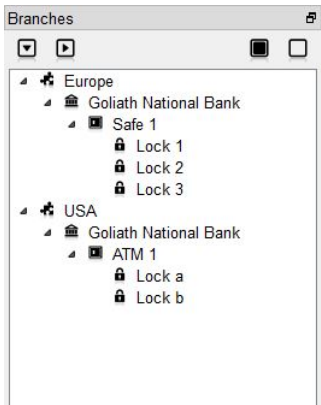 Branches
Europe
Goliath National Bank
Safe 1
Lock 1
Lock 2
Lock 3
USA
Goliath National Bank
ATM 1
Lock a
Lock b